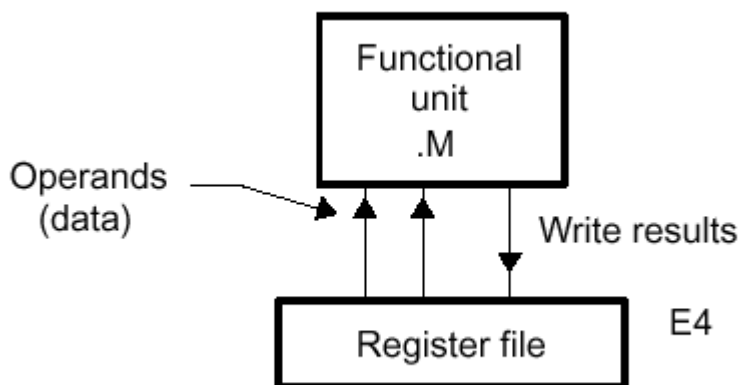 Functional
unit
.M
Operands
(data)
Write results
E4
Register file